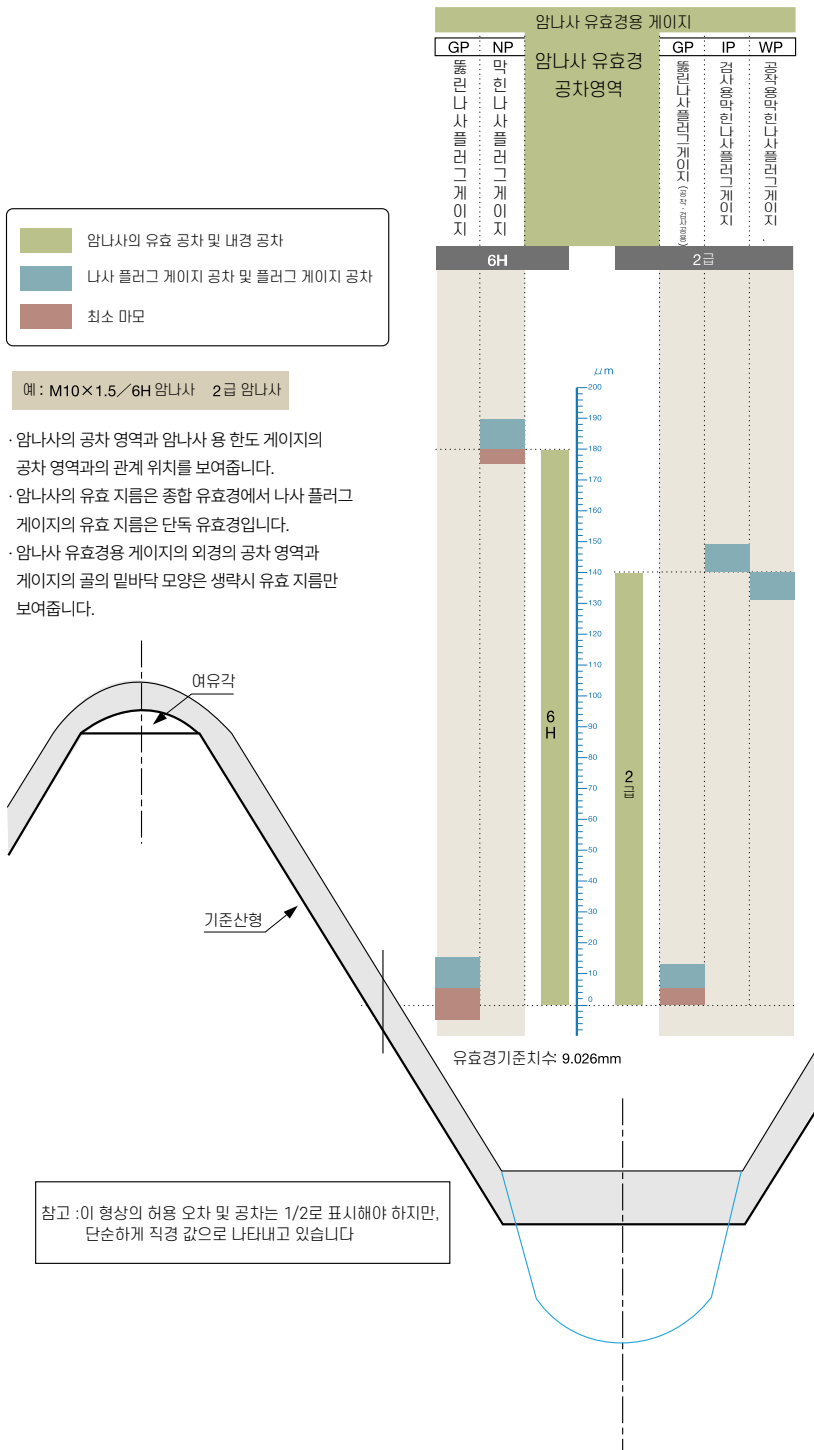 암나사 유효경용 게이지
GP
NP
암나사 유효경
공차영역
GP
IP
WP
뚫린나사플러그게이지
막힌나사플러그게이지
뚫린나사플러그게이지 (공작·검사공용)
검사용막힌나사플러그게이지
공작용막힌나사플러그게이지.
암나사의 유효 공차 및 내경 공차
나사 플러그 게이지 공차 및 플러그 게이지 공차
최소 마모
6H
2급
예 : M10×1.5／6H 암나사 2급 암나사
μm
200
190
180
170
160
150
140
130
120
110
100
90
80
70
60
50
40
30
20
10
0
· 암나사의 공차 영역과 암나사 용 한도 게이지의
공차 영역과의 관계 위치를 보여줍니다.
· 암나사의 유효 지름은 종합 유효경에서 나사 플러그
게이지의 유효 지름은 단독 유효경입니다.
· 암나사 유효경용 게이지의 외경의 공차 영역과
게이지의 골의 밑바닥 모양은 생략시 유효 지름만
보여줍니다.
여유각
6
H
2
급
기준산형
유효경기준치수: 9.026mm
참고 :이 형상의 허용 오차 및 공차는 1/2로 표시해야 하지만,
단순하게 직경 값으로 나타내고 있습니다